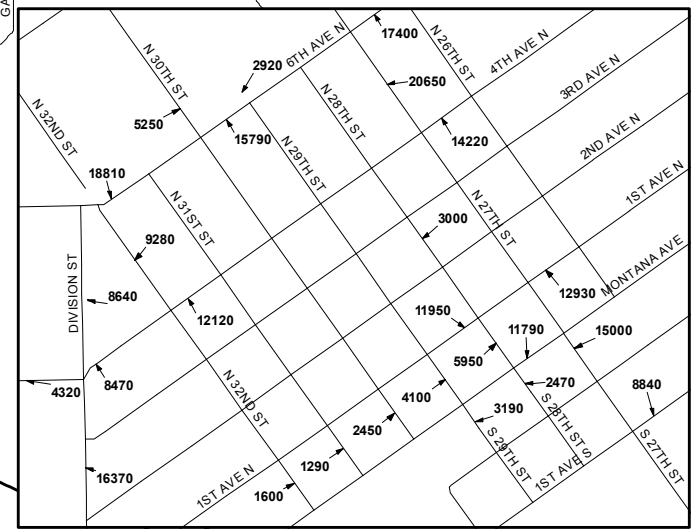 GA
17400
N 26TH ST
N 30TH ST
2920
6TH AVE N
4TH AVE N
20650
3RD AVE N
N 32ND ST
5250
15790
N 28TH ST
14220
2ND AVE N
N 29TH ST
18810
1ST AVE N
N 31ST ST
N 27TH ST
3000
9280
MONTANA AVE
DIVISION ST
8640
12930
12120
11950
11790
15000
5950
4320
8470
N 32ND ST
4100
2470
8840
3190
2450
S 28TH ST
S
S 29TH ST
S 27TH ST
16370
1290
1ST AVE S
1ST AVE N
1600